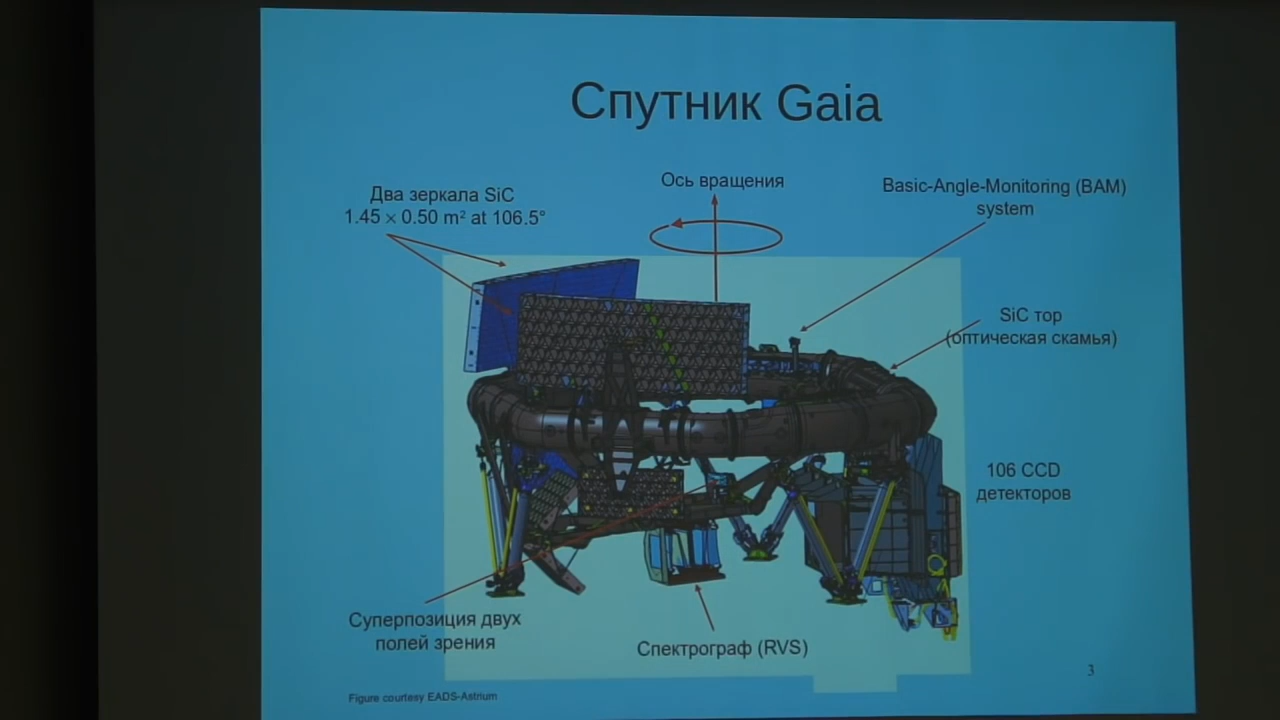 Спутник Gaia
Два зеркала SiC
1.45 × 0.50 m² at 106.5°
Ось вращения
Basic-Angle-Monitoring (BAM)
system
SiC тор
(оптическая скамья)
106 CCD
детекторов
Суперпозиция двух
полей зрения
Спектрограф (RVS)
3
Figure courtesy EADS-Astrium